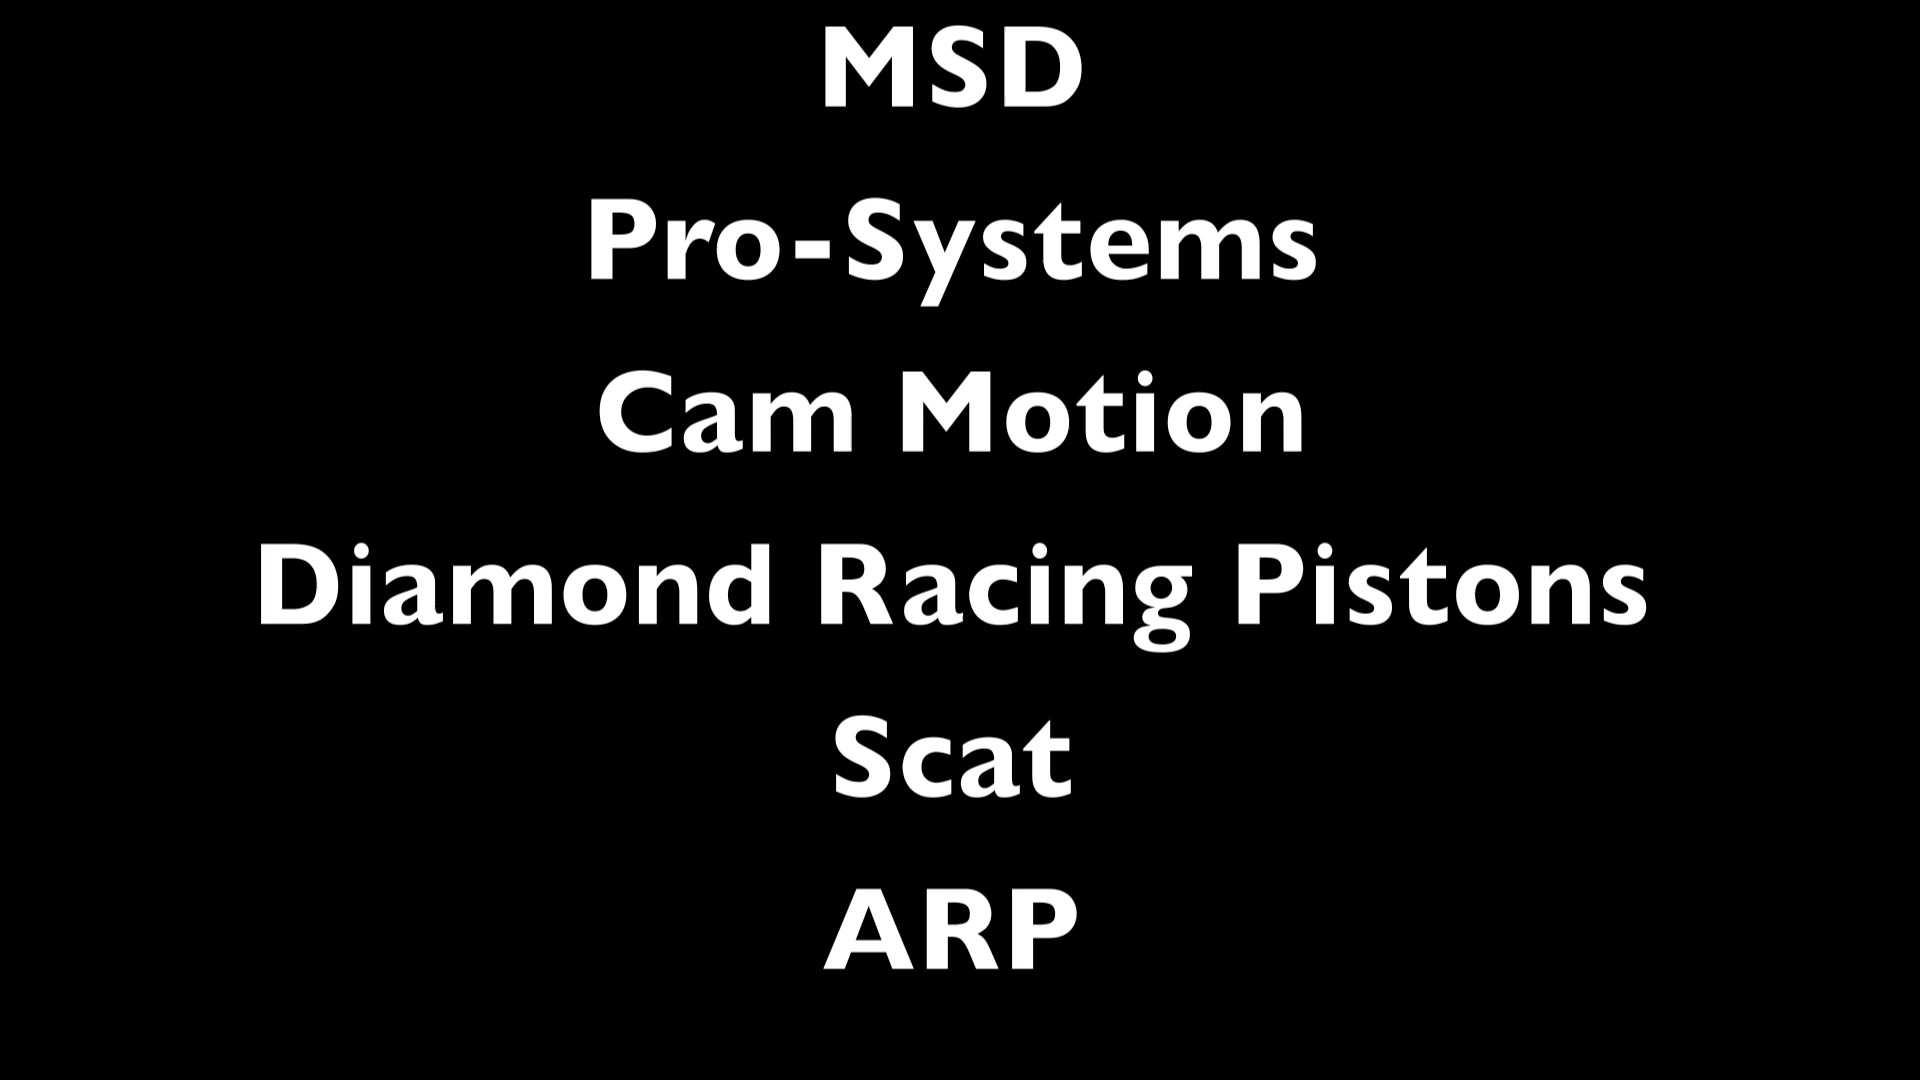 MSD
Pro-Systems
Cam Motion
Diamond Racing Pistons
Scat
ARP